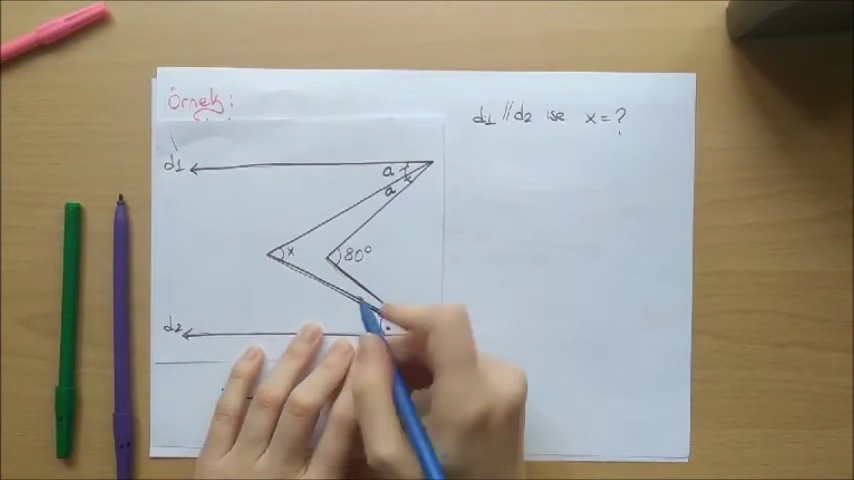 Örnek:
d1 // d2 ise x = ?
d1
a
a
x
80°
d2